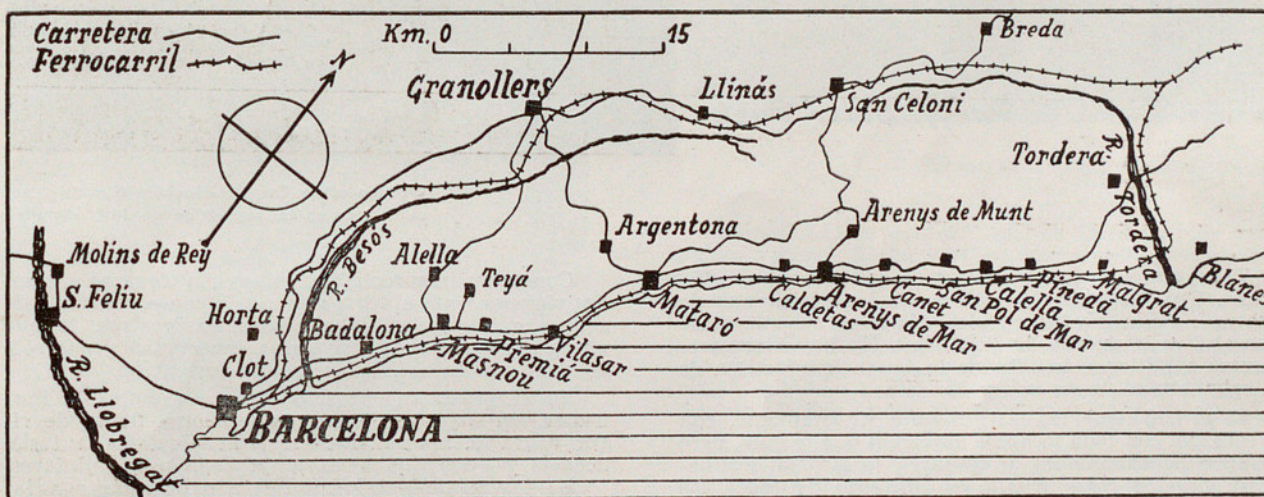 Carretera
Ferrocarril
Km. 0 15
N
Breda
Granollers
Llinás
San Celoni
Tordera
R. Tordera
Argentona
Arenys de Munt
R. Besós
Molins de Rey
Alella
Teyá
S. Feliu
Horta
Badalona
Clot
Mataró
Caldetas
Arenys de Mar
Canet
San Pol de Mar
Calella
Pineda
Malgrat
Blanes
Masnou
Premiá
Vilasar
R. Llobregat
BARCELONA